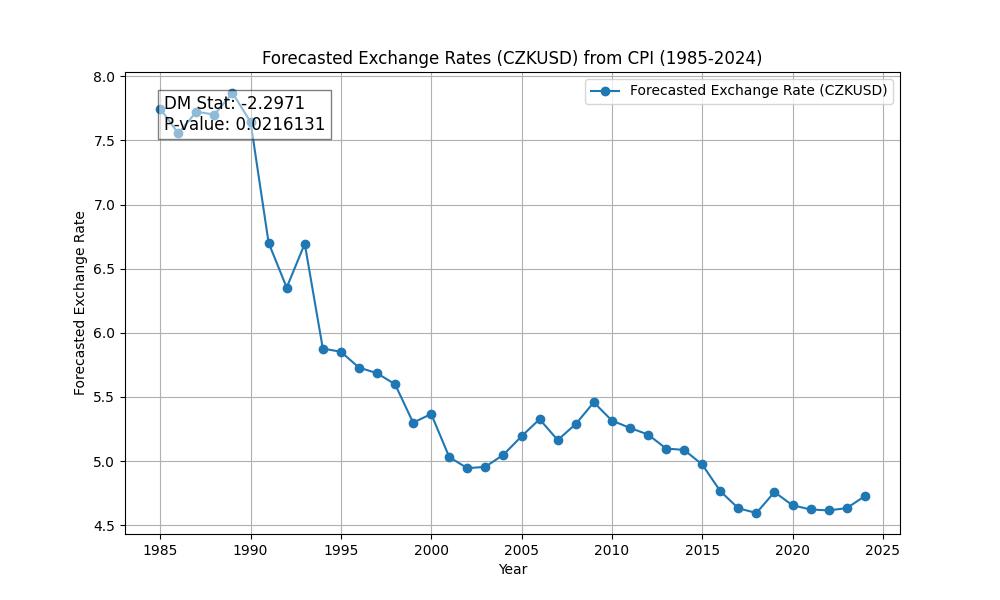 Forecasted Exchange Rates (CZKUSD) from CPI (1985-2024)
Forecasted Exchange Rate (CZKUSD)
DM Stat: -2.2971
P-value: 0.0216131
Forecasted Exchange Rate
8.0
7.5
7.0
6.5
6.0
5.5
5.0
4.5
1985 1990 1995 2000 2005 2010 2015 2020 2025
Year